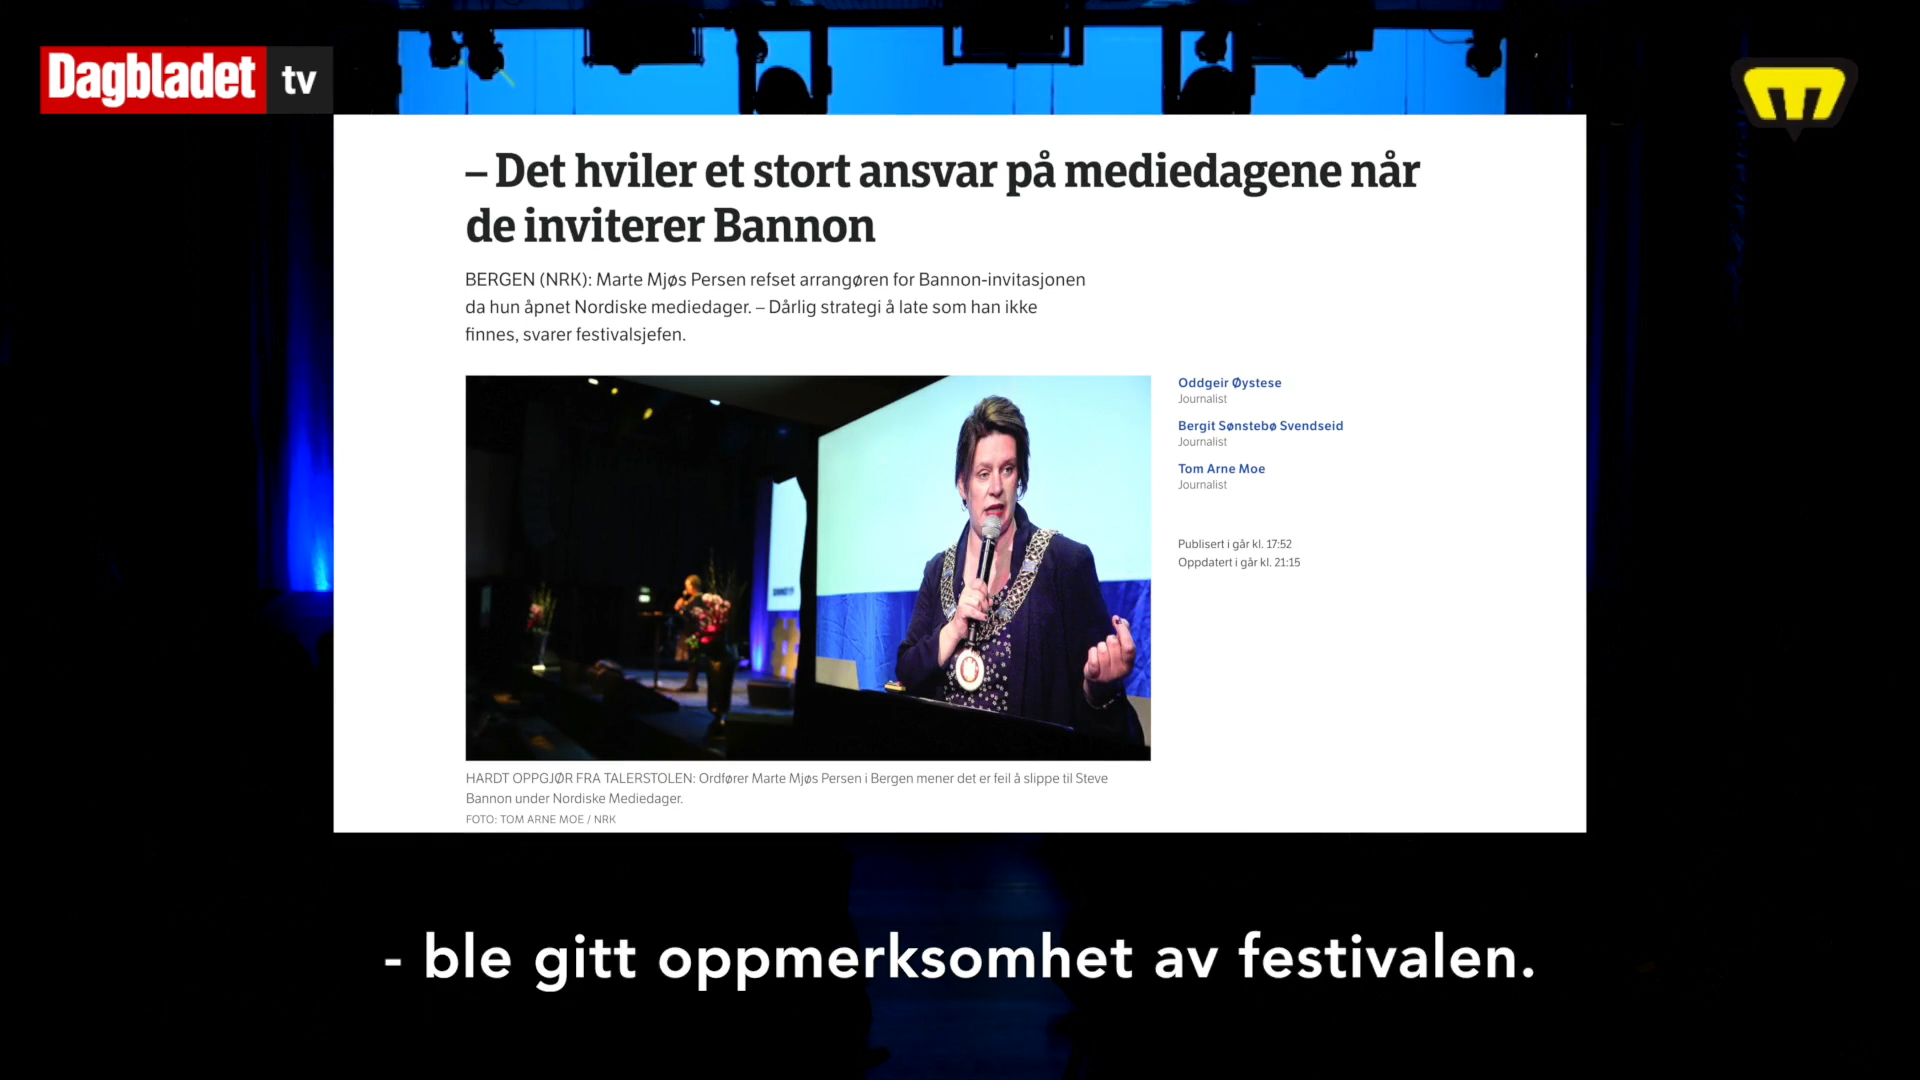 Dagbladet tv
– Det hviler et stort ansvar på mediedagene når
de inviterer Bannon
BERGEN (NRK): Marte Mjøs Persen refset arrangøren for Bannon-invitasjonen
da hun åpnet Nordiske mediedager. – Dårlig strategi å late som han ikke
finnes, svarer festivalsjefen.
Oddgeir Øystese
Journalist
Bergit Sønstebø Svendseid
Journalist
Tom Arne Moe
Journalist
Publisert i går kl. 17:52
Oppdatert i går kl. 21:15
HARDT OPPGJØR FRA TALERSTOLEN: Ordfører Marte Mjøs Persen i Bergen mener det er feil å slippe til Steve
Bannon under Nordiske Mediedager.
FOTO: TOM ARNE MOE / NRK
- ble gitt oppmerksomhet av festivalen.